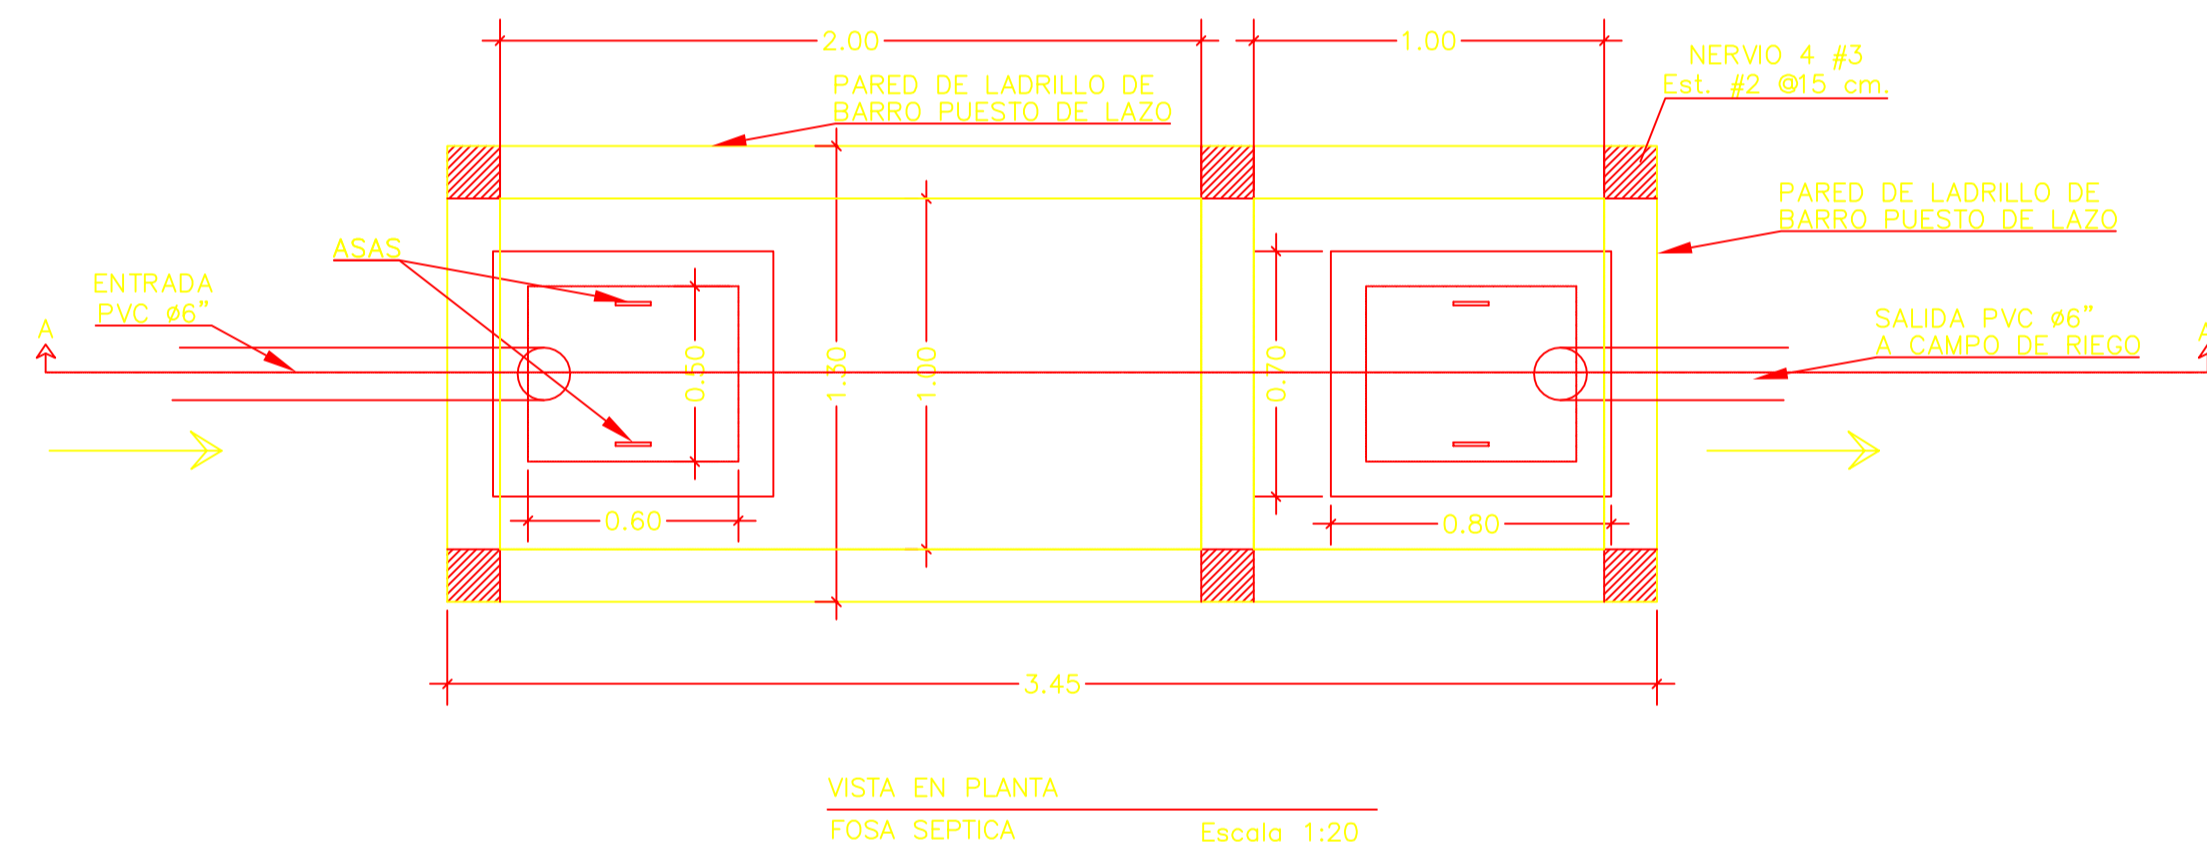 2.00
1.00
NERVIO 4 #3
Est. #2 @15 cm.
PARED DE LADRILLO DE
BARRO PUESTO DE LAZO
PARED DE LADRILLO DE
BARRO PUESTO DE LAZO
ASAS
ENTRADA
PVC ø6"
A
SALIDA PVC ø6"
A CAMPO DE RIEGO
A
0.50
1.30
1.00
0.70
0.60
0.80
3.45
VISTA EN PLANTA
FOSA SEPTICA
Escala 1:20